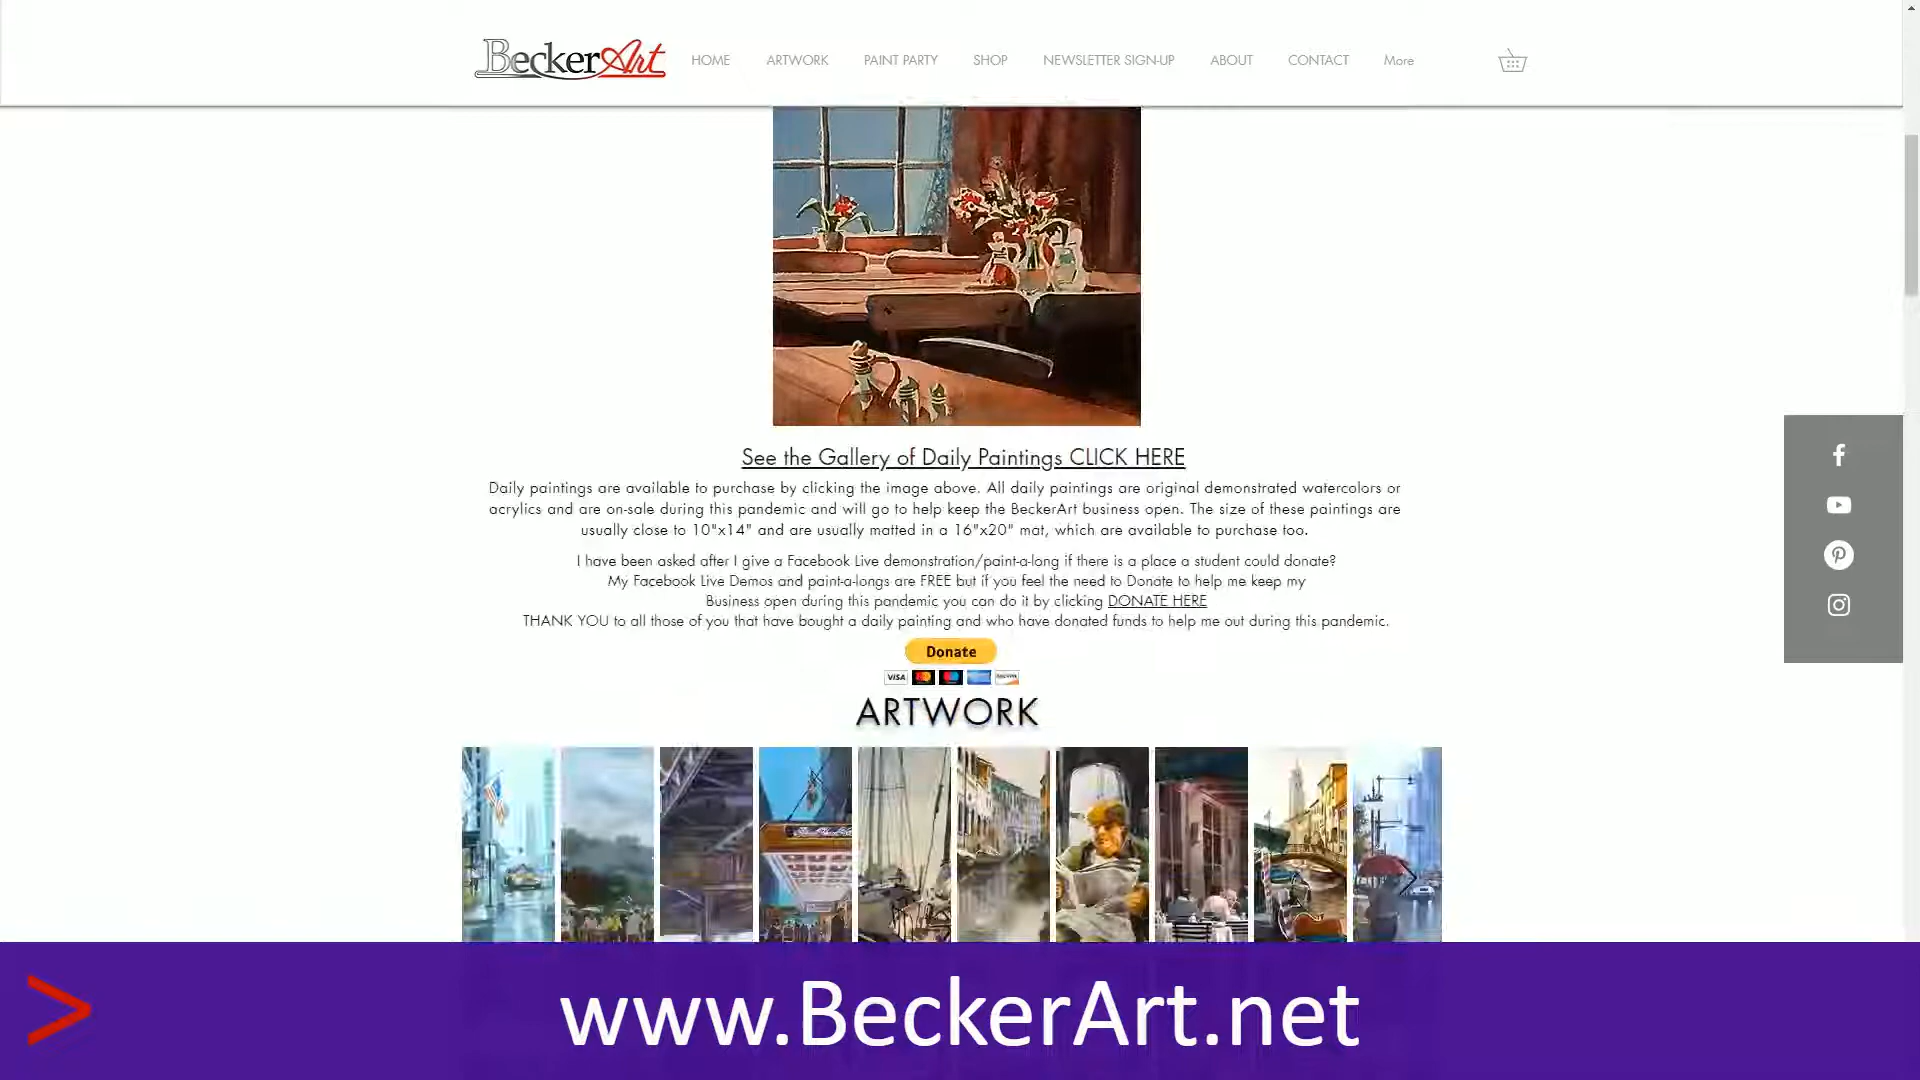 BeckerArt
HOME ARTWORK PAINT PARTY SHOP NEWSLETTER SIGN-UP ABOUT CONTACT More
See the Gallery of Daily Paintings CLICK HERE
Daily paintings are available to purchase by clicking the image above. All daily paintings are original demonstrated watercolors or
acrylics and are on-sale during this pandemic and will go to help keep the BeckerArt business open. The size of these paintings are
usually close to 10"x14" and are usually matted in a 16"x20" mat, which are available to purchase too.
I have been asked after I give a Facebook Live demonstration/paint-a-long if there is a place a student could donate?
My Facebook Live Demos and paint-a-longs are FREE but if you feel the need to Donate to help me keep my
Business open during this pandemic you can do it by clicking DONATE HERE
THANK YOU to all those of you that have bought a daily painting and who have donated funds to help me out during this pandemic.
Donate
VISA
ARTWORK
> www.BeckerArt.net